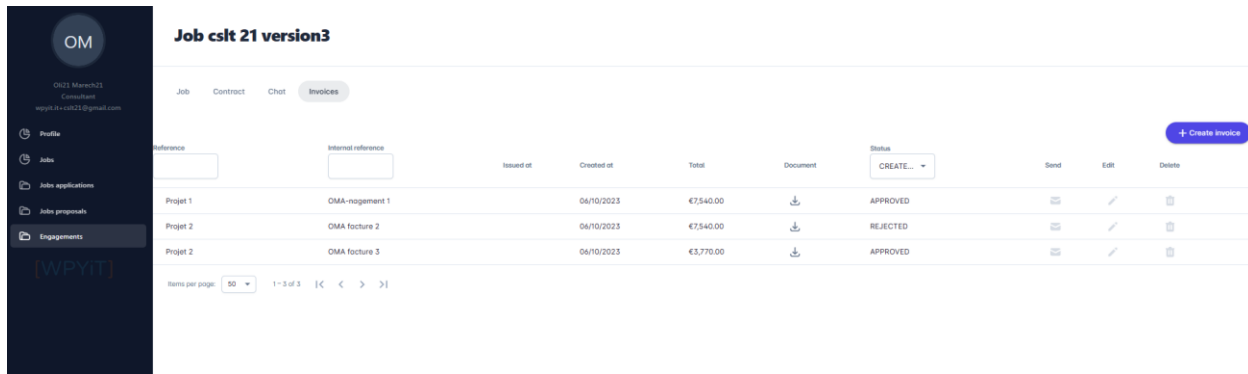 OM
Oli21 Marech21
Consultant
wpyit.it+cslt21@gmail.com
Profile
Jobs
Jobs applications
Jobs proposals
Engagements
[WPYiT]
Job cslt 21 version3
Job Contract Chat Invoices
+ Create invoice
Reference Internal reference Issued at Created at Total Document Status Send Edit Delete
CREATE...
Projet 1 OMA-nagement 1 06/10/2023 €7,540.00 APPROVED
Projet 2 OMA facture 2 06/10/2023 €7,540.00 REJECTED
Projet 2 OMA facture 3 06/10/2023 €3,770.00 APPROVED
Items per page: 50 1 – 3 of 3